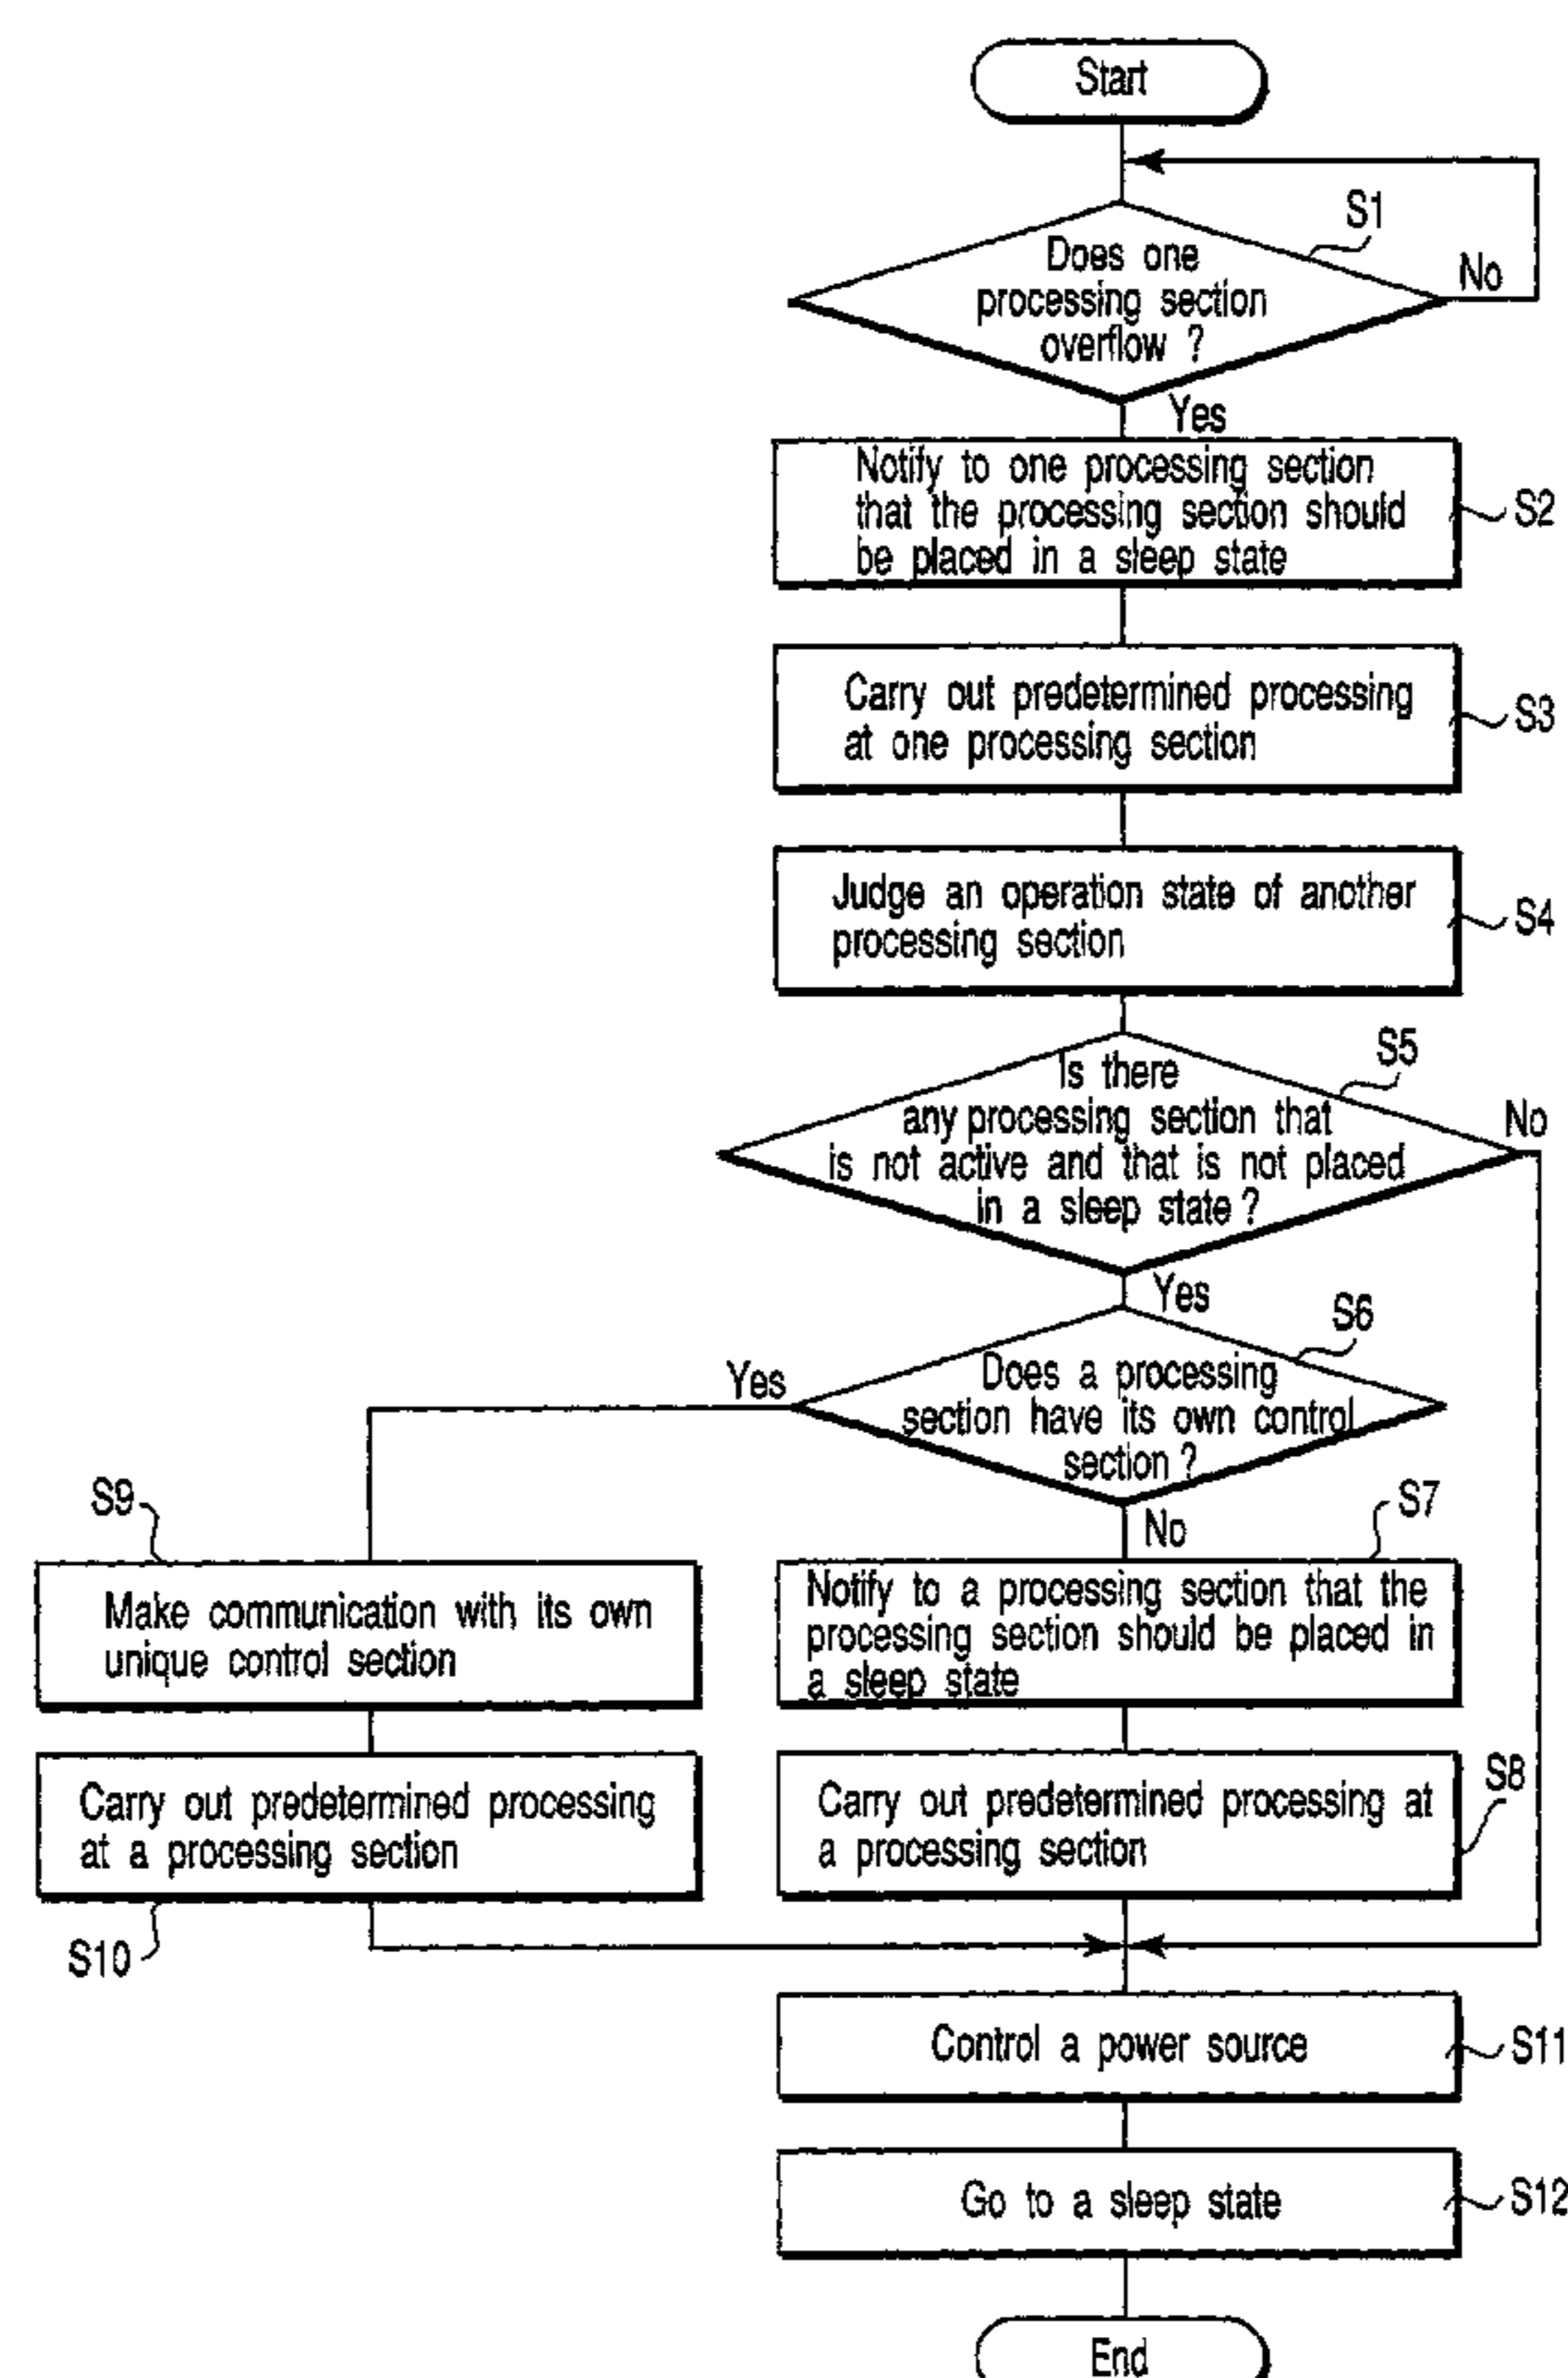 Start
S1
Does one
processing section
overflow ?
No
Yes
Notify to one processing section
that the processing section should
be placed in a sleep state
S2
Carry out predetermined processing
at one processing section
S3
Judge an operation state of another
processing section
S4
S5
Is there
any processing section that
is not active and that is not placed
in a sleep state ?
No
Yes
S6
Does a processing
section have its own control
section ?
Yes
No
S9
Make communication with its own
unique control section
S7
Notify to a processing section that the
processing section should be placed in
a sleep state
Carry out predetermined processing
at a processing section
S10
Carry out predetermined processing at
a processing section
S8
Control a power source
S11
Go to a sleep state
S12
End